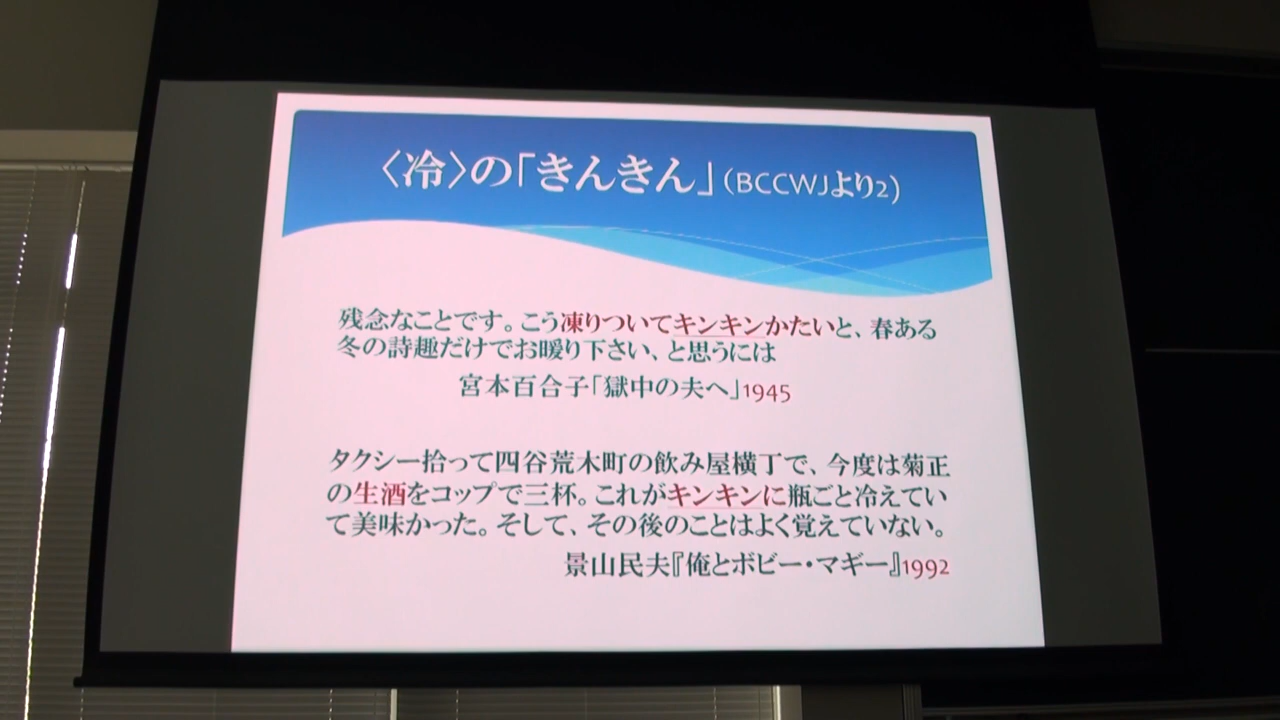 〈冷〉の「きんきん」(BCCWJより2)
残念なことです。こう凍りついてキンキンかたいと、春ある
冬の詩趣だけでお暖り下さい、と思うには
宮本百合子「獄中の夫へ」1945
タクシー拾って四谷荒木町の飲み屋横丁で、今度は菊正
の生酒をコップで三杯。これがキンキンに瓶ごと冷えてい
て美味かった。そして、その後のことはよく覚えていない。
景山民夫『俺とボビー・マギー』1992